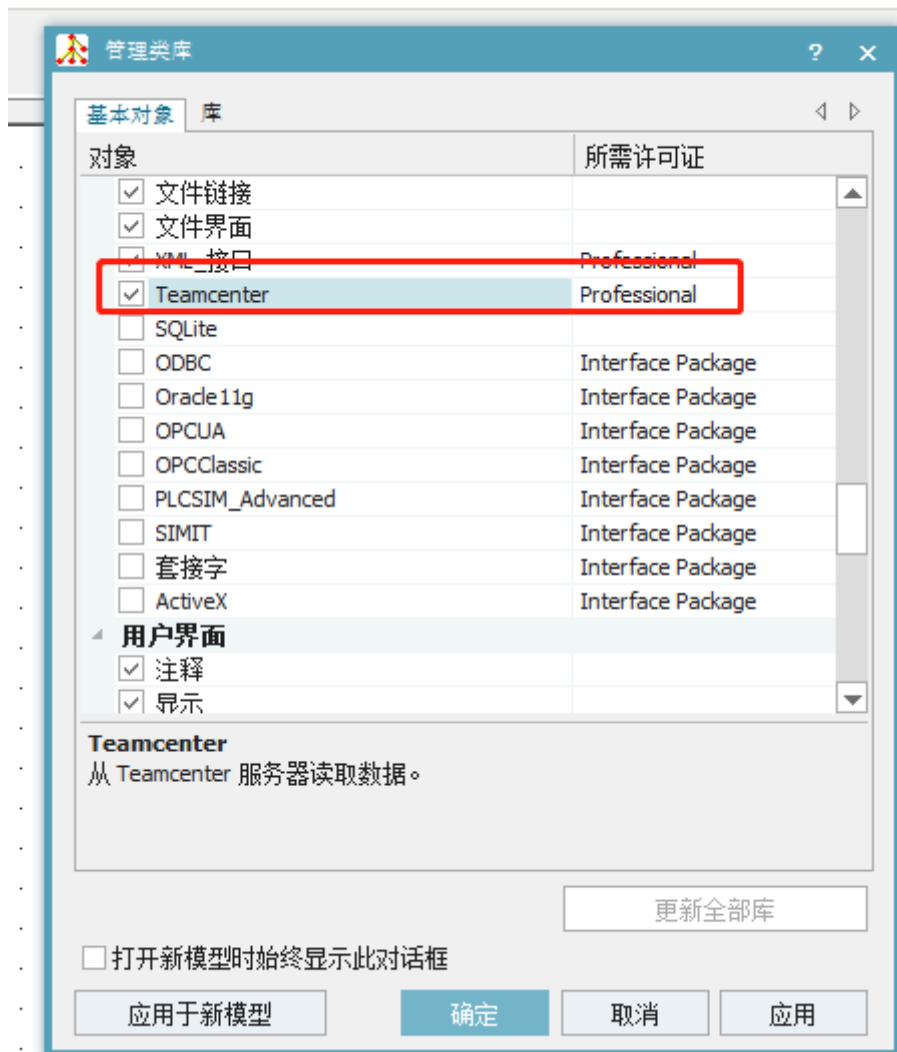 管理类库
? ×
基本对象 库
对象 所需许可证
文件链接
文件界面
XML_接口 Professional
Teamcenter Professional
SQLite
ODBC Interface Package
Oracle11g Interface Package
OPCUA Interface Package
OPCClassic Interface Package
PLCSIM_Advanced Interface Package
SIMIT Interface Package
套接字 Interface Package
ActiveX Interface Package
用户界面
注释
显示
Teamcenter
从 Teamcenter 服务器读取数据。
更新全部库
打开新模型时始终显示此对话框
应用于新模型 确定 取消 应用